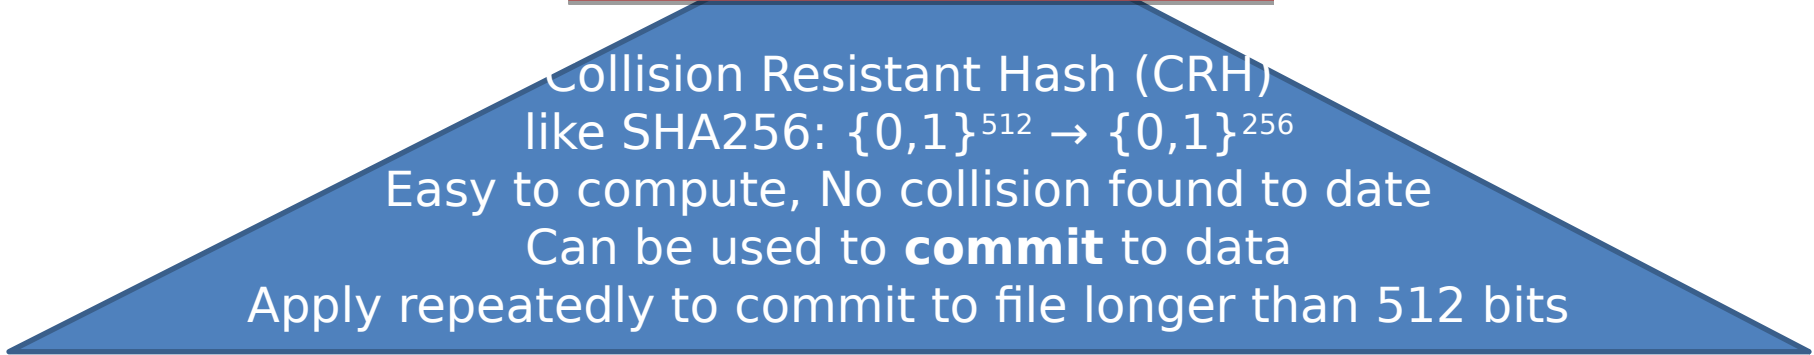 Collision Resistant Hash (CRH)
like SHA256: {0,1}⁵¹² → {0,1}²⁵⁶
Easy to compute, No collision found to date
Can be used to commit to data
Apply repeatedly to commit to file longer than 512 bits